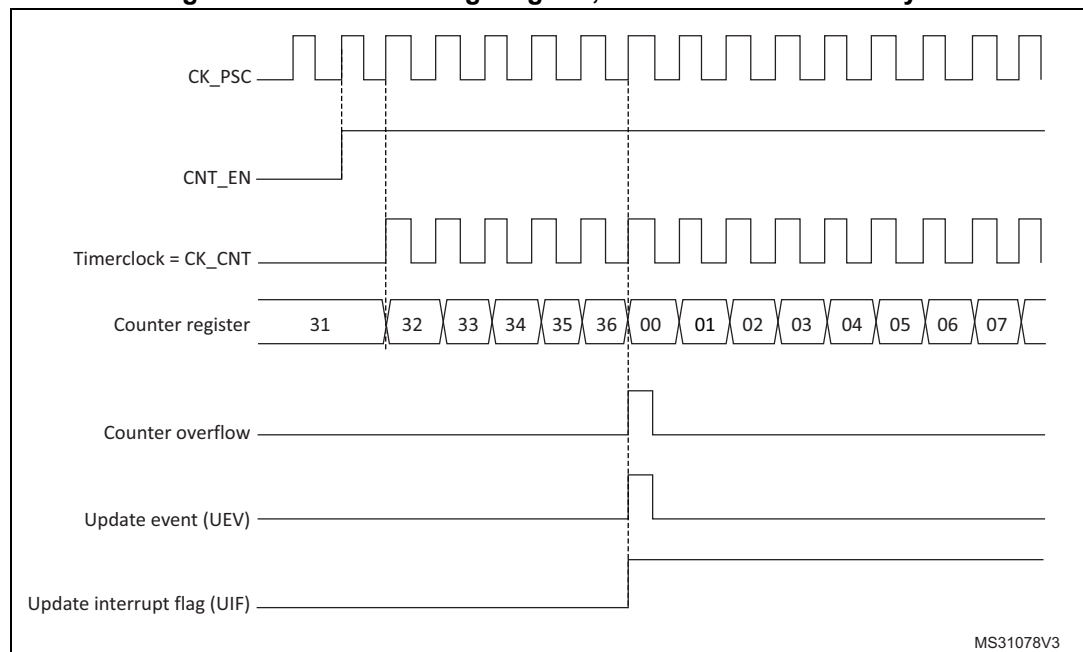 CK_PSC
CNT_EN
Timerclock = CK_CNT
Counter register 31 32 33 34 35 36 00 01 02 03 04 05 06 07
Counter overflow
Update event (UEV)
Update interrupt flag (UIF)
MS31078V3